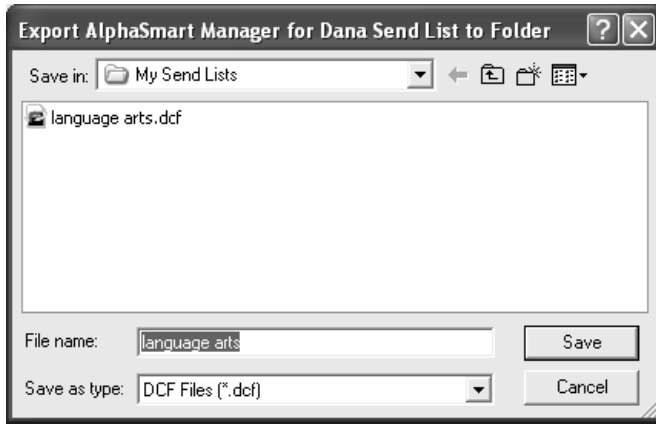 Export AlphaSmart Manager for Dana Send List to Folder
Save in: My Send Lists
language arts.dcf
File name: language arts Save
Save as type: DCF Files (*.dcf) Cancel